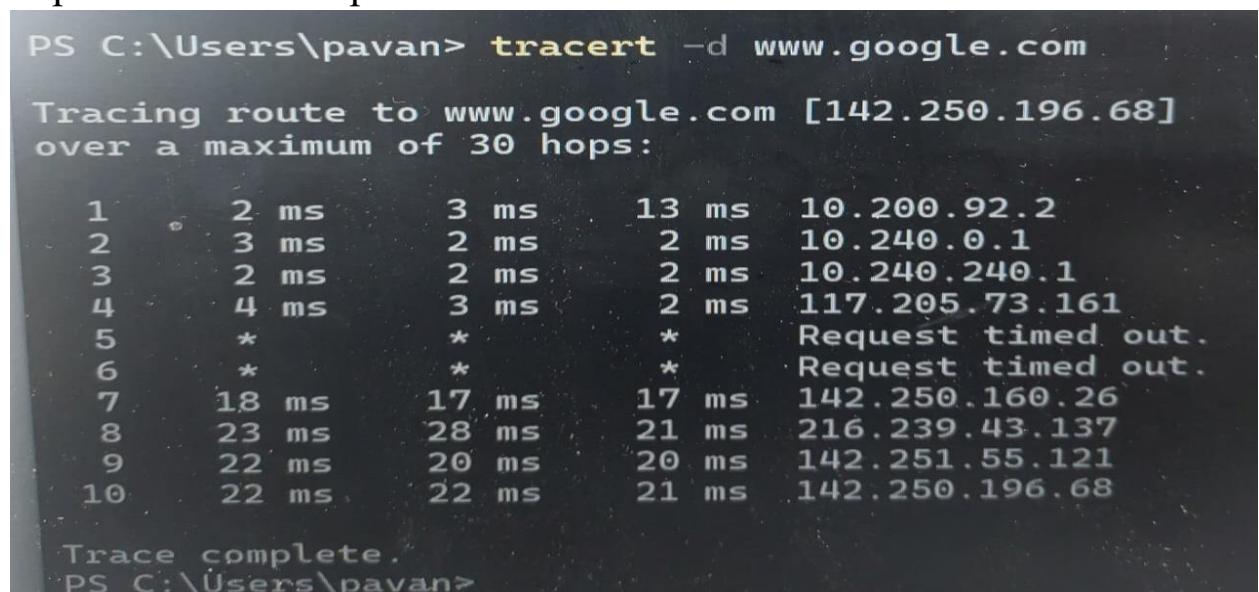 PS C:\Users\pavan> tracert -d www.google.com
Tracing route to www.google.com [142.250.196.68]
over a maximum of 30 hops:
1 2 ms 3 ms 13 ms 10.200.92.2
2 3 ms 2 ms 2 ms 10.240.0.1
3 2 ms 2 ms 2 ms 10.240.240.1
4 4 ms 3 ms 2 ms 117.205.73.161
5 * * * Request timed out.
6 * * * Request timed out.
7 18 ms 17 ms 17 ms 142.250.160.26
8 23 ms 28 ms 21 ms 216.239.43.137
9 22 ms 20 ms 20 ms 142.251.55.121
10 22 ms 22 ms 21 ms 142.250.196.68
Trace complete.
PS C:\Users\pavan>